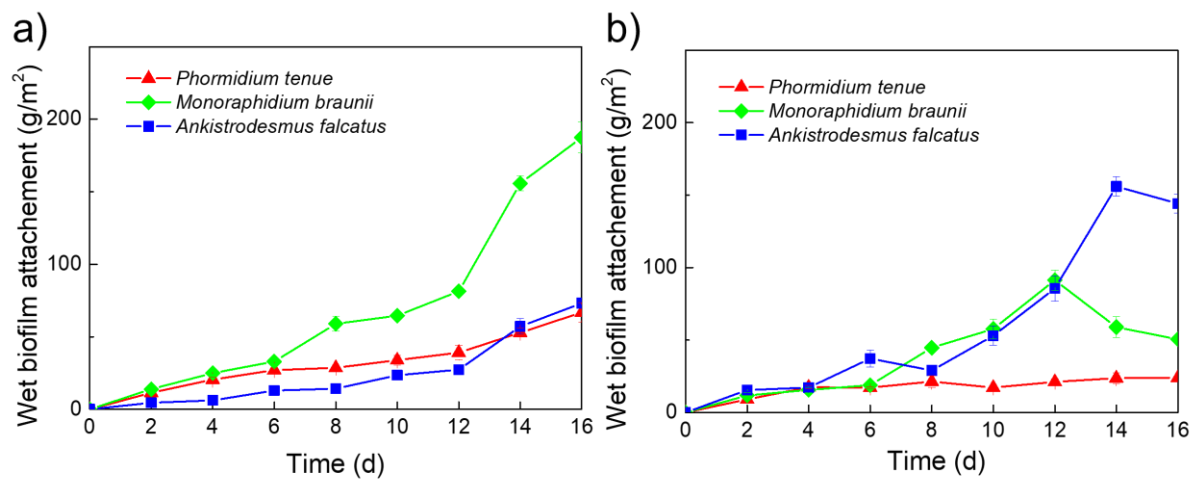 a)
Wet biofilm attachement (g/m²)
200
100
0
Phormidium tenue
Monoraphidium braunii
Ankistrodesmus falcatus
0 2 4 6 8 10 12 14 16
Time (d)
b)
Wet biofilm attachement (g/m²)
200
100
0
Phormidium tenue
Monoraphidium braunii
Ankistrodesmus falcatus
0 2 4 6 8 10 12 14 16
Time (d)